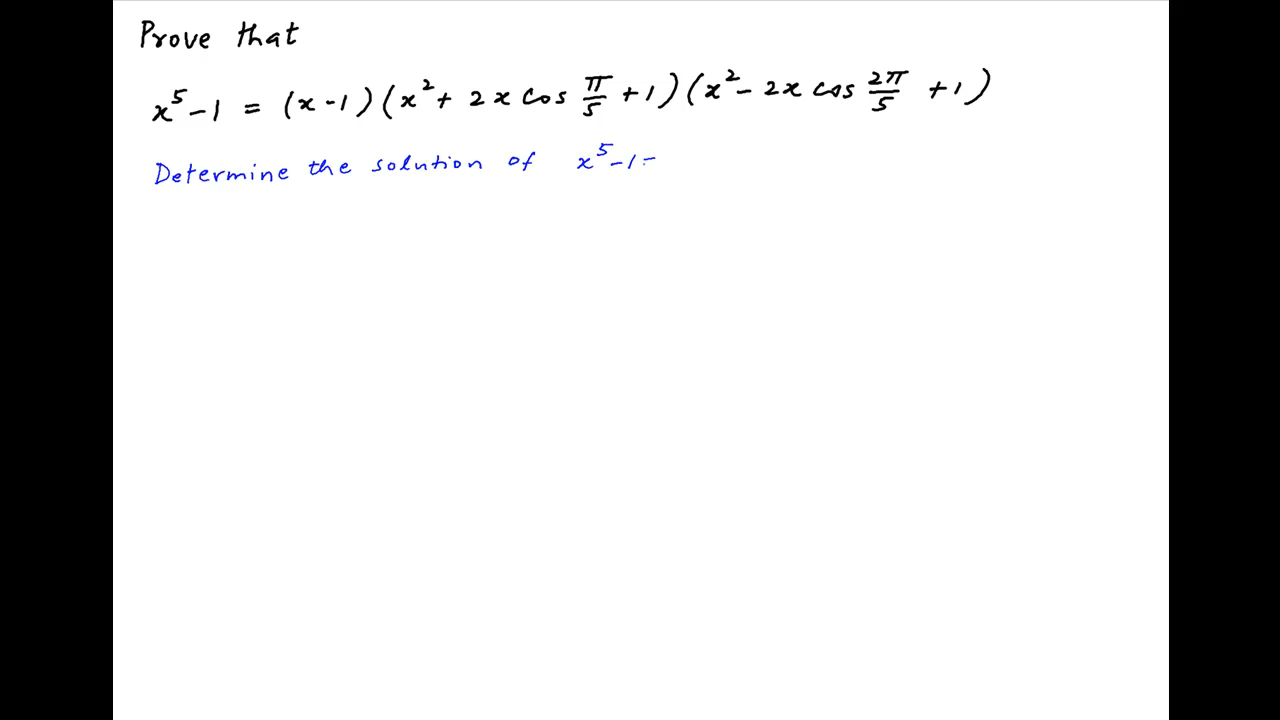 Prove that
x^5 - 1 = (x - 1)(x^2 + 2x cos π/5 + 1)(x^2 - 2x cos 2π/5 + 1)
Determine the solution of x^5 - 1 -